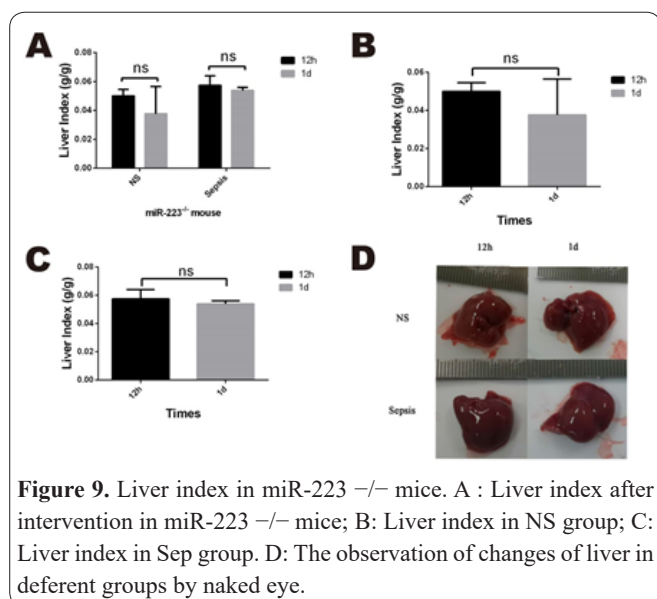 A
Liver Index (g/g)
0.08
0.06
0.04
0.02
0.00
ns
ns
12h
1d
NS
Sepsis
miR-223-/- mouse
B
Liver Index (g/g)
0.06
0.04
0.02
0.00
ns
12h
1d
12h
1d
Times
C
Liver Index (g/g)
0.08
0.06
0.04
0.02
0.00
ns
12h
1d
12h
1d
Times
D
12h 1d
NS
Sepsis
Figure 9. Liver index in miR-223 −/− mice. A : Liver index after
intervention in miR-223 −/− mice; B: Liver index in NS group; C:
Liver index in Sep group. D: The observation of changes of liver in
deferent groups by naked eye.